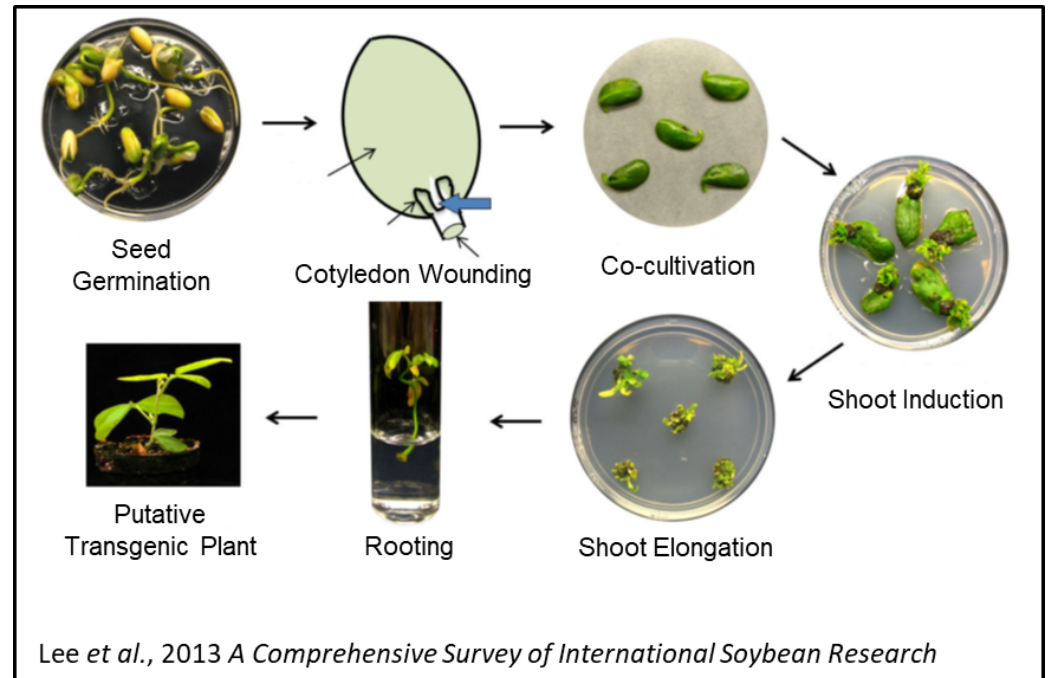 Seed
Germination
Cotyledon Wounding
Co-cultivation
Shoot Induction
Shoot Elongation
Rooting
Putative
Transgenic Plant
Lee et al., 2013 A Comprehensive Survey of International Soybean Research